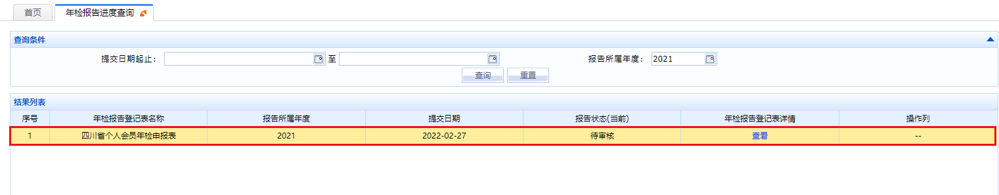 首页 年检报告进度查询
查询条件
提交日期起止： 至 报告所属年度： 2021
查询 重置
结果列表
序号 年检报告登记表名称 报告所属年度 提交日期 报告状态(当前) 年检报告登记表详情 操作列
1 四川省个人会员年检申报表 2021 2022-02-27 待审核 查看 --